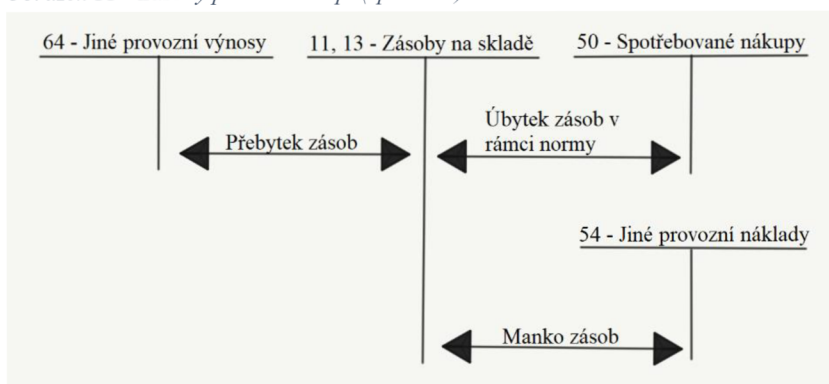 64 - Jiné provozní výnosy
11, 13 - Zásoby na skladě
50 - Spotřebované nákupy
Přebytek zásob
Úbytek zásob v
rámci normy
54 - Jiné provozní náklady
Manko zásob